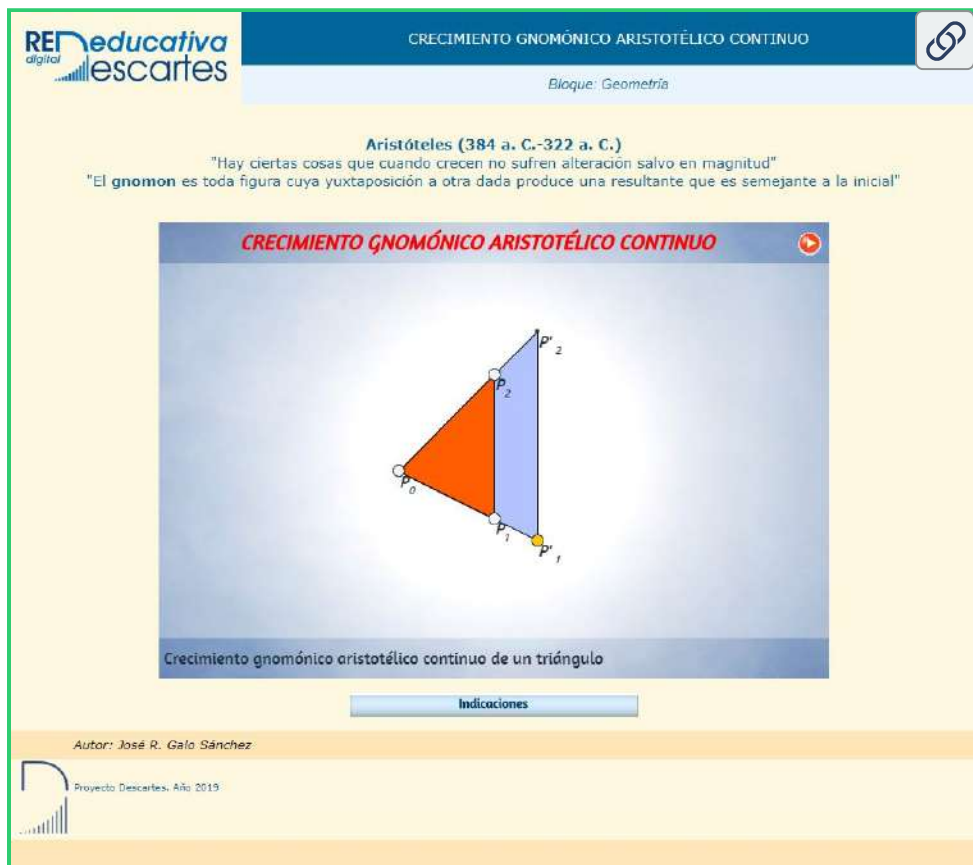 RED educativa
digital
Descartes
CRECIMIENTO GNOMÓNICO ARISTOTÉLICO CONTINUO
Bloque: Geometría
Aristóteles (384 a. C.-322 a. C.)
"Hay ciertas cosas que cuando crecen no sufren alteración salvo en magnitud"
"El gnomon es toda figura cuya yuxtaposición a otra dada produce una resultante que es semejante a la inicial"
CRECIMIENTO GNOMÓNICO ARISTOTÉLICO CONTINUO
P' 2
P2
P0
P1
P' 1
Crecimiento gnomónico aristotélico continuo de un triángulo
Indicaciones
Autor: José R. Galo Sánchez
Proyecto Descartes. Año 2019